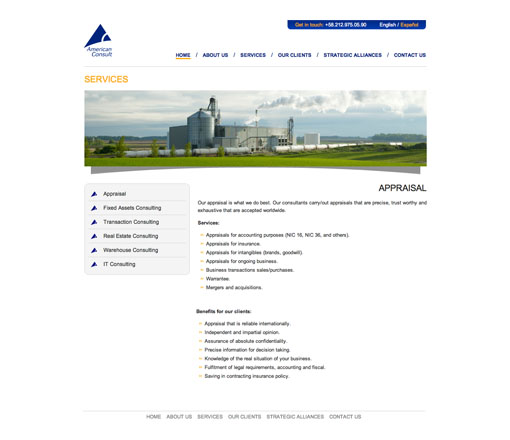 Get in touch: +58.212.975.05.90 English / Español
American
Consult
HOME / ABOUT US / SERVICES / OUR CLIENTS / STRATEGIC ALLIANCES / CONTACT US
SERVICES
Appraisal
Fixed Assets Consulting
Transaction Consulting
Real Estate Consulting
Warehouse Consulting
IT Consulting
APPRAISAL
Our appraisal is what we do best. Our consultants carry/out appraisals that are precise, trust worthy and
exhaustive that are accepted worldwide.
Services:
Appraisals for accounting purposes (NIC 16, NIC 36, and others).
Appraisals for insurance.
Appraisals for intangibles (brands, goodwill).
Appraisals for ongoing business.
Business transactions sales/purchases.
Warrantee.
Mergers and acquisitions.
Benefits for our clients:
Appraisal that is reliable internationally.
Independent and impartial opinion.
Assurance of absolute confidentiality.
Precise information for decision taking.
Knowledge of the real situation of your business.
Fulfilment of legal requirements, accounting and fiscal.
Saving in contracting insurance policy.
HOME ABOUT US SERVICES OUR CLIENTS STRATEGIC ALLIANCES CONTACT US